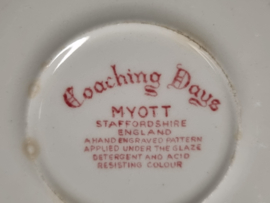 Coaching Days
MYOTT
STAFFORDSHIRE
ENGLAND
A HAND ENGRAVED PATTERN
APPLIED UNDER THE GLAZE
DETERGENT AND ACID
RESISTING COLOUR